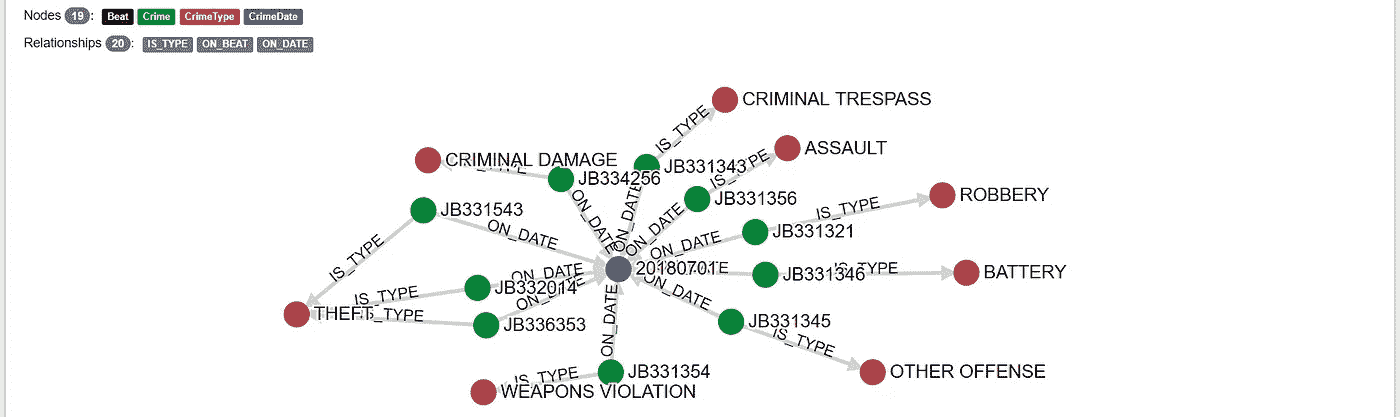 Nodes 19: Beat Crime CrimeType CrimeDate
Relationships 20: IS_TYPE ON_BEAT ON_DATE
CRIMINAL TRESPASS
IS_TYPE
ASSAULT
CRIMINAL DAMAGE
JB331343
IS_TYPE
JB334256
ROBBERY
JB331356
IS_TYPE
JB331543
ON_DATE
ON_DATE
ON_DATE
JB331321
ON_DATE
ON_DATE
IS_TYPE
20180701
JB331346
IS_TYPE
BATTERY
ON_DATE
ON_DATE
JB332014
IS_TYPE
ON_DATE
THEFT
IS_TYPE
JB336353
ON_DATE
JB331345
IS_TYPE
JB331354
OTHER OFFENSE
IS_TYPE
WEAPONS VIOLATION